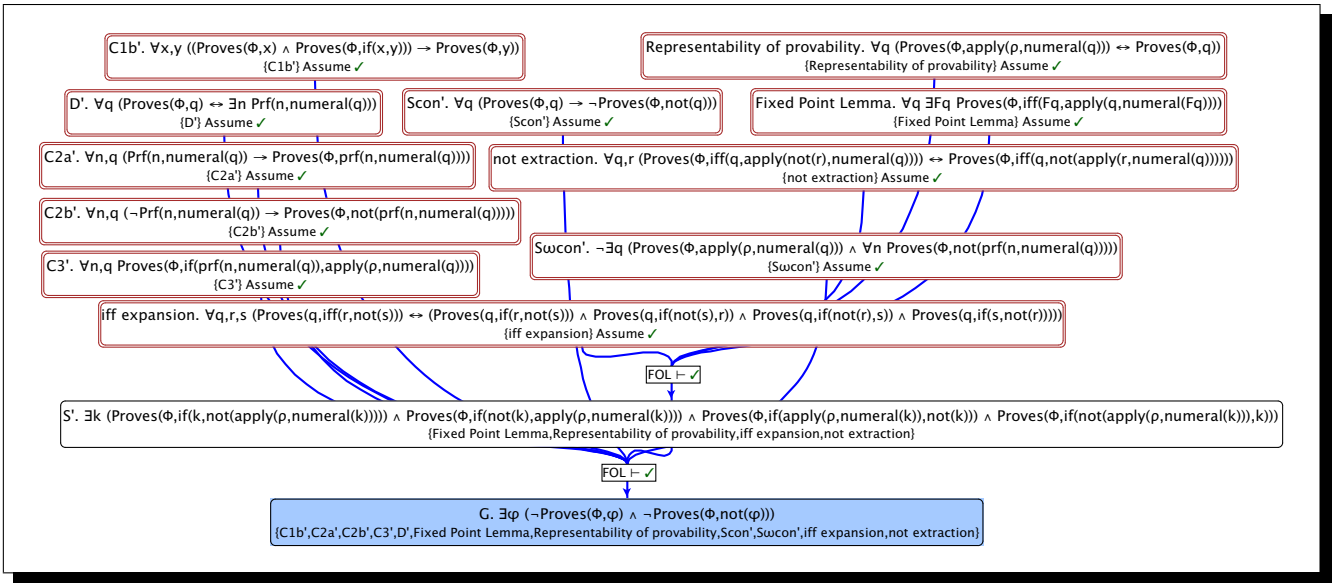 C1b'. ∀x,y ((Proves(Φ,x) ∧ Proves(Φ,if(x,y))) → Proves(Φ,y))
{C1b'} Assume ✓
Representability of provability. ∀q (Proves(Φ,apply(ρ,numeral(q))) ↔ Proves(Φ,q))
{Representability of provability} Assume ✓
D'. ∀q (Proves(Φ,q) ↔ ∃n Prf(n,numeral(q)))
{D'} Assume ✓
Scon'. ∀q (Proves(Φ,q) → ¬Proves(Φ,not(q)))
{Scon'} Assume ✓
Fixed Point Lemma. ∀q ∃Fq Proves(Φ,iff(Fq,apply(q,numeral(Fq))))
{Fixed Point Lemma} Assume ✓
C2a'. ∀n,q (Prf(n,numeral(q)) → Proves(Φ,prf(n,numeral(q))))
{C2a'} Assume ✓
not extraction. ∀q,r (Proves(Φ,iff(q,apply(not(r),numeral(q)))) ↔ Proves(Φ,iff(q,not(apply(r,numeral(q))))))
{not extraction} Assume ✓
C2b'. ∀n,q (¬Prf(n,numeral(q)) → Proves(Φ,not(prf(n,numeral(q)))))
{C2b'} Assume ✓
Sωcon'. ¬∃q (Proves(Φ,apply(ρ,numeral(q))) ∧ ∀n Proves(Φ,not(prf(n,numeral(q)))))
{Sωcon'} Assume ✓
C3'. ∀n,q Proves(Φ,if(prf(n,numeral(q)),apply(ρ,numeral(q))))
{C3'} Assume ✓
iff expansion. ∀q,r,s (Proves(q,iff(r,not(s))) ↔ (Proves(q,if(r,not(s))) ∧ Proves(q,if(not(s),r)) ∧ Proves(q,if(not(r),s)) ∧ Proves(q,if(s,not(r)))))
{iff expansion} Assume ✓
FOL ⊢ ✓
S'. ∃k (Proves(Φ,if(k,not(apply(ρ,numeral(k))))) ∧ Proves(Φ,if(not(k),apply(ρ,numeral(k)))) ∧ Proves(Φ,if(apply(ρ,numeral(k)),not(k))) ∧ Proves(Φ,if(not(apply(ρ,numeral(k))),k)))
{Fixed Point Lemma,Representability of provability,iff expansion,not extraction}
FOL ⊢ ✓
G. ∃φ (¬Proves(Φ,φ) ∧ ¬Proves(Φ,not(φ)))
{C1b',C2a',C2b',C3',D',Fixed Point Lemma,Representability of provability,Scon',Sωcon',iff expansion,not extraction}